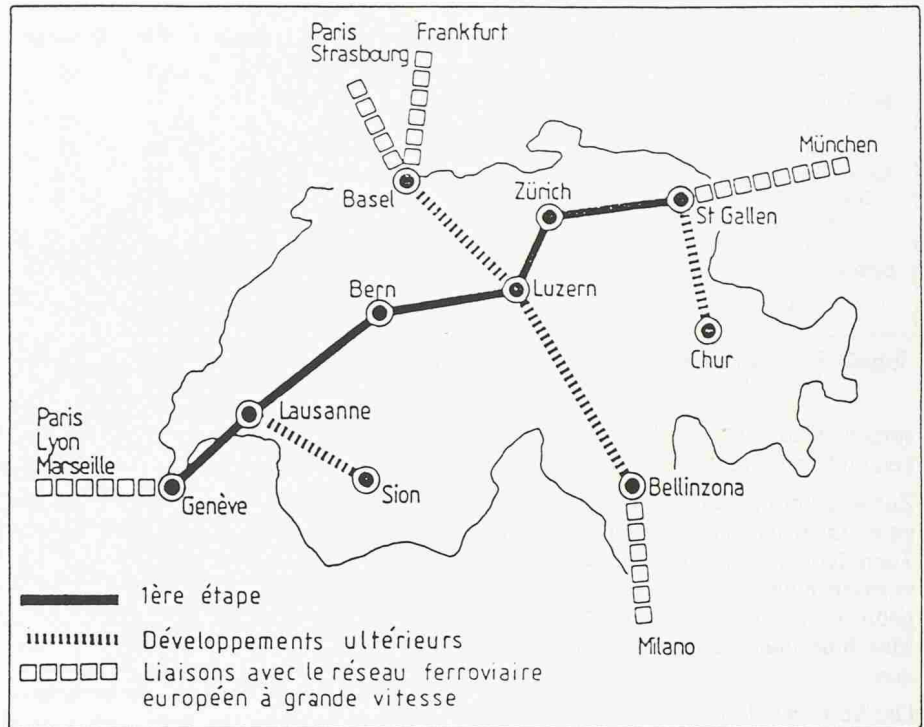 Paris
Strasbourg
Frankfurt
München
Basel
Zürich
St Gallen
Bern
Luzern
Chur
Lausanne
Paris
Lyon
Marseille
Genève
Sion
Bellinzona
1ère étape
Développements ultérieurs
Milano
Liaisons avec le réseau ferroviaire
européen à grande vitesse